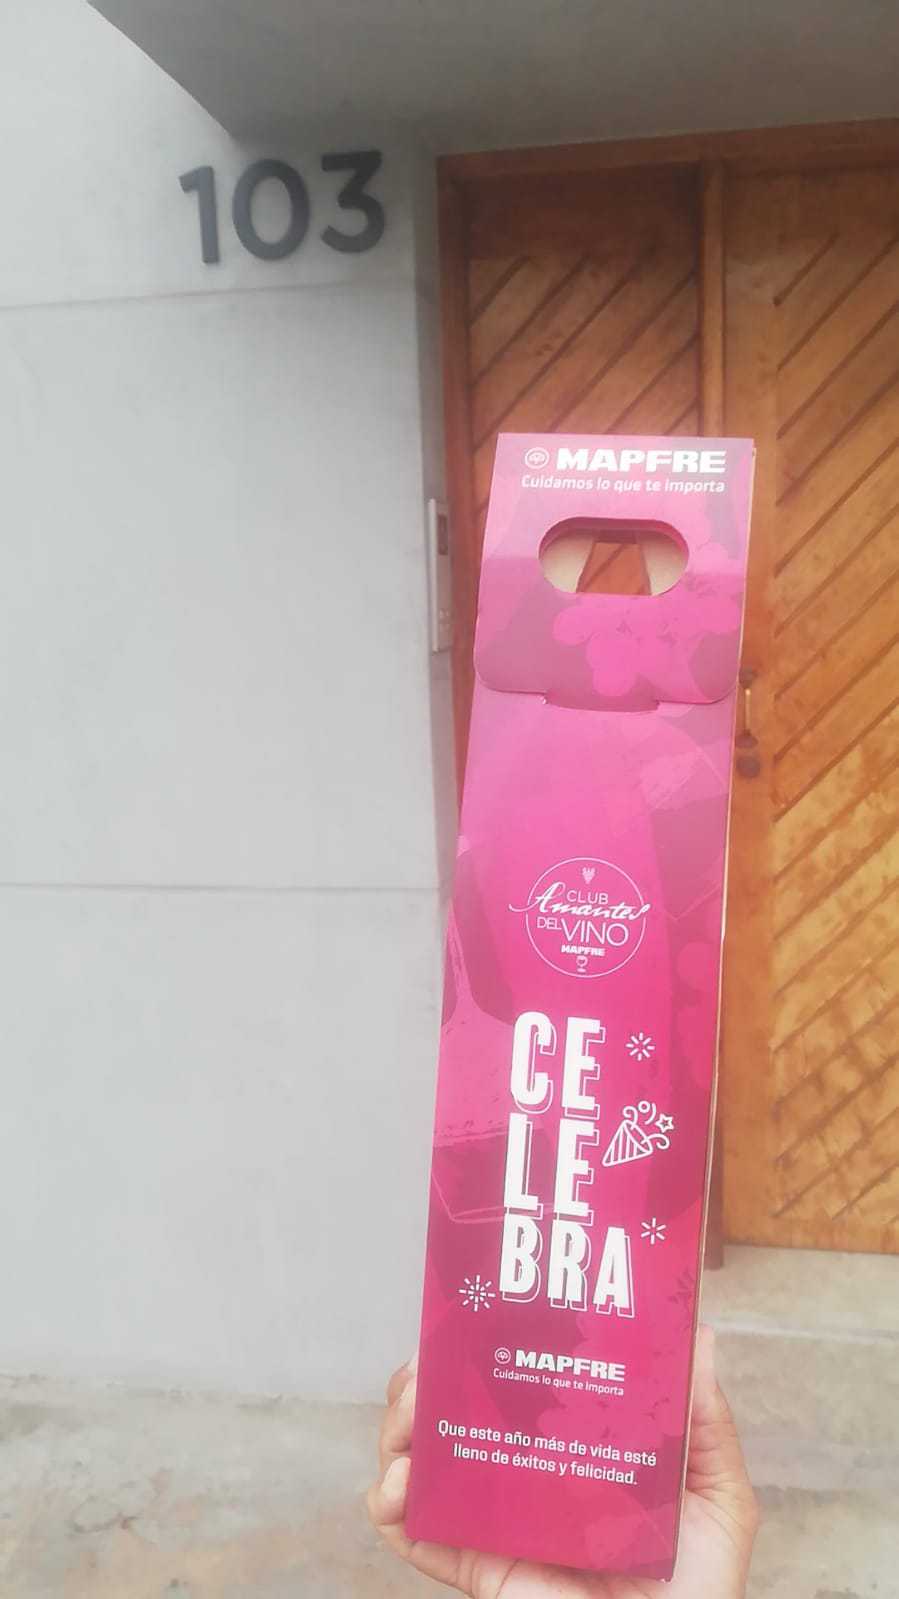 103
MAPFRE
Cuidamos lo que te importa
CLUB
Amantes
DEL VINO
MAPFRE
CE
LE
BRA
MAPFRE
Cuidamos lo que te importa
Que este año más de vida esté
lleno de éxitos y felicidad.